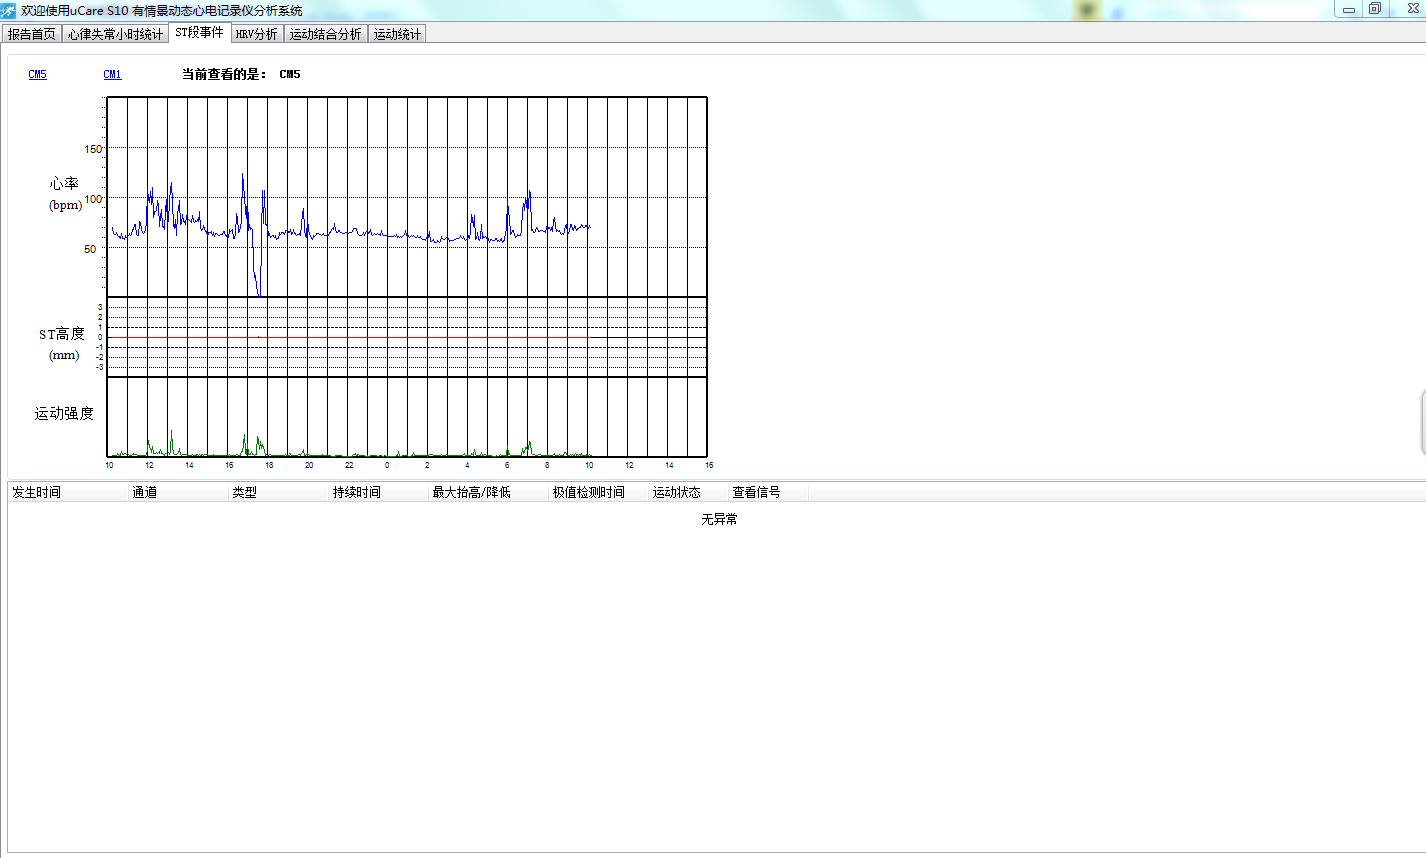 欢迎使用uCare S10 有情景动态心电记录仪分析系统
报告首页 心律失常小时统计 ST段事件 HRV分析 运动结合分析 运动统计
CM5 CM1 当前查看的是： CM5
150
心率
(bpm) 100
50
3
2
1
ST高度 0
-1
(mm) -2
-3
运动强度
10 12 14 16 18 20 22 0 2 4 6 8 10 12 14 16
发生时间 通道 类型 持续时间 最大抬高/降低 极值检测时间 运动状态 查看信号
无异常